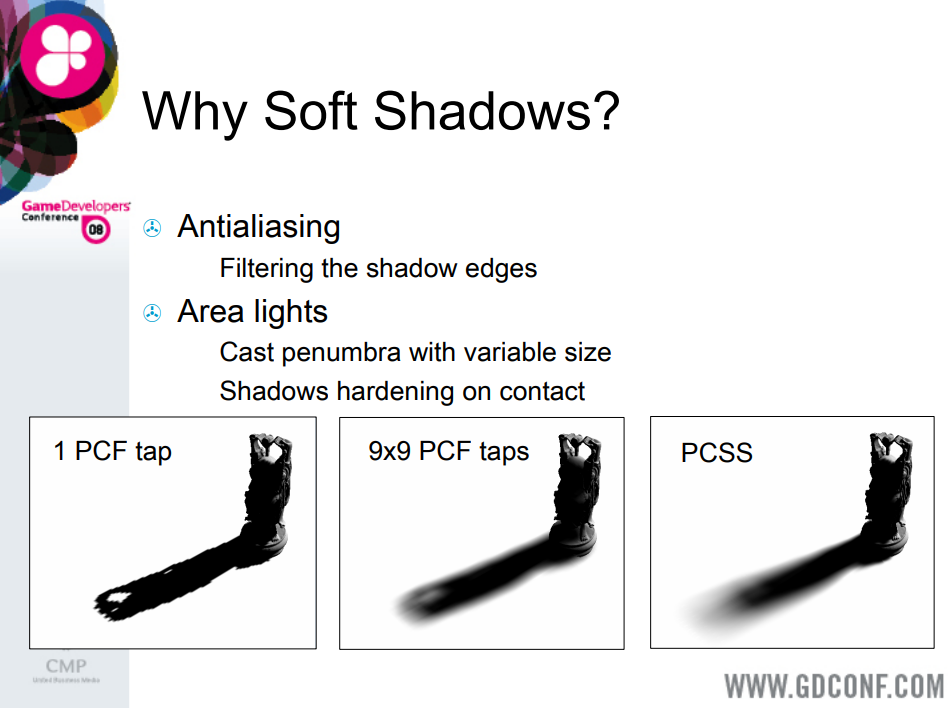 Why Soft Shadows?
GameDevelopers
Conference
08
Antialiasing
Filtering the shadow edges
Area lights
Cast penumbra with variable size
Shadows hardening on contact
1 PCF tap
9x9 PCF taps
PCSS
CMP
United Business Media
WWW.GDCONF.COM